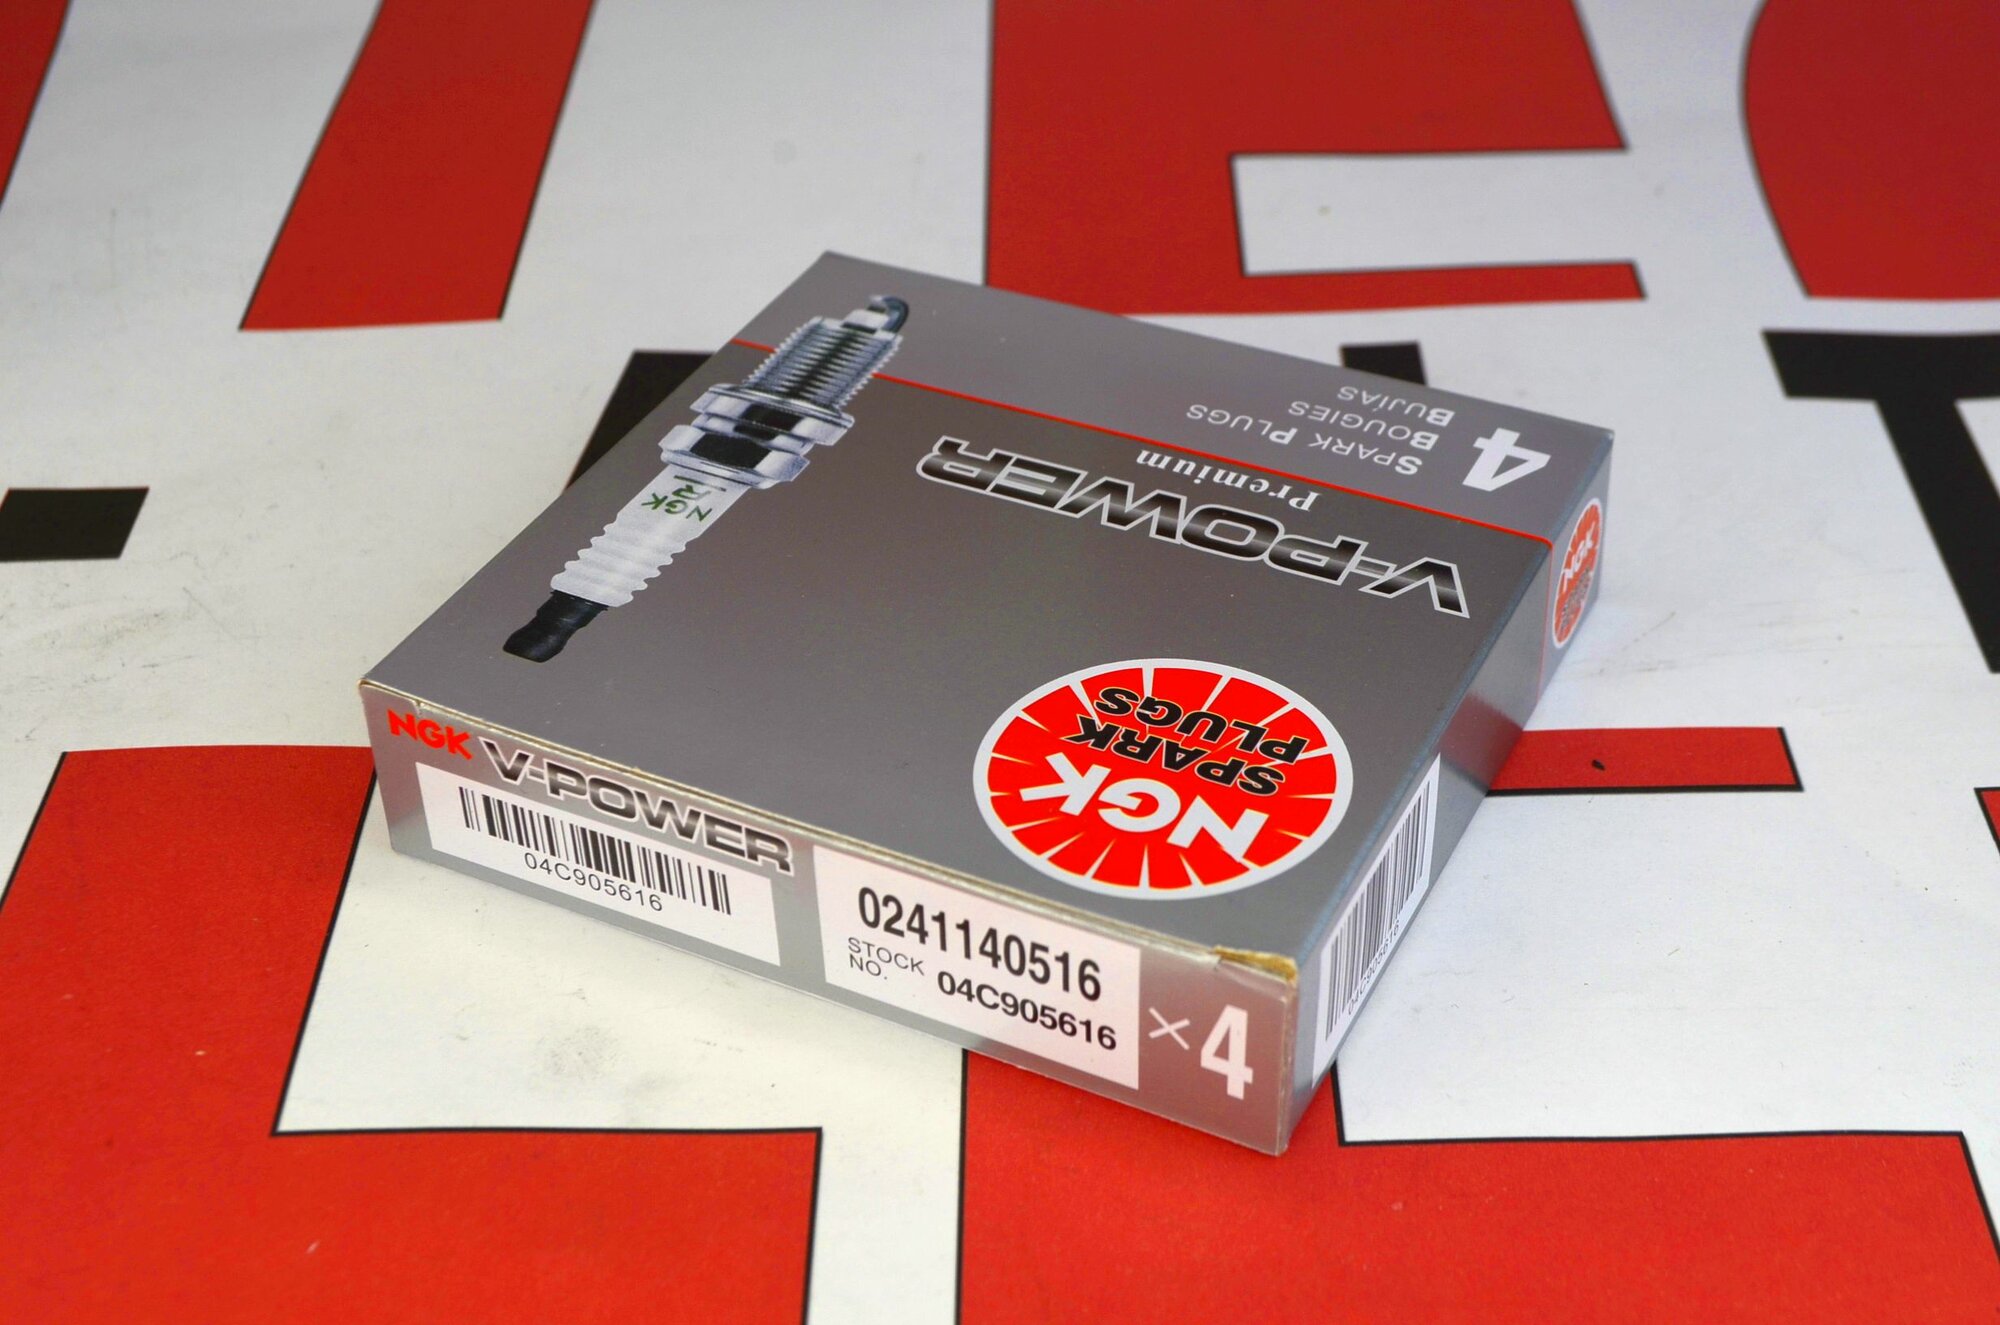 4
SPARK PLUGS
BOUGIES
BUJÍAS
Premium
V-POWER
NGK
R
NGK
SPARK
PLUGS
NGK
NGK V-POWER
04C905616
0241140516
STOCK
NO.
04C905616
×4
04C905616